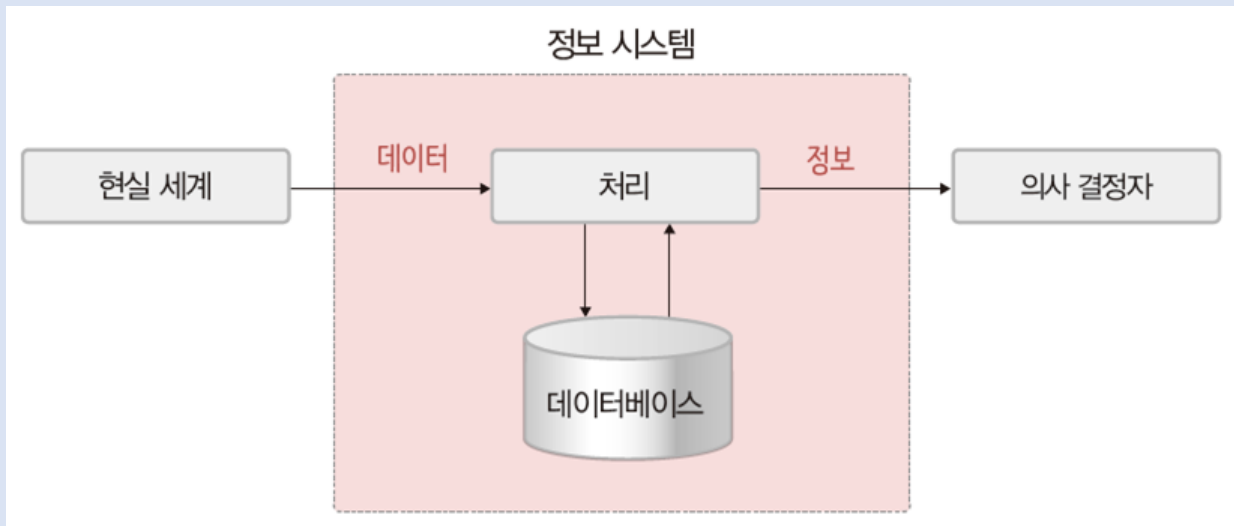 정보 시스템
데이터
정보
현실 세계
처리
의사 결정자
데이터베이스